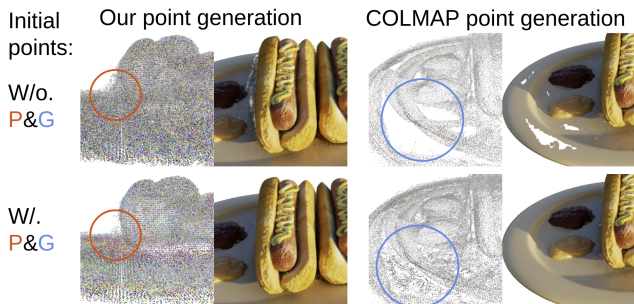 Initial points:
Our point generation
COLMAP point generation
W/o. P&G
W/. P&G